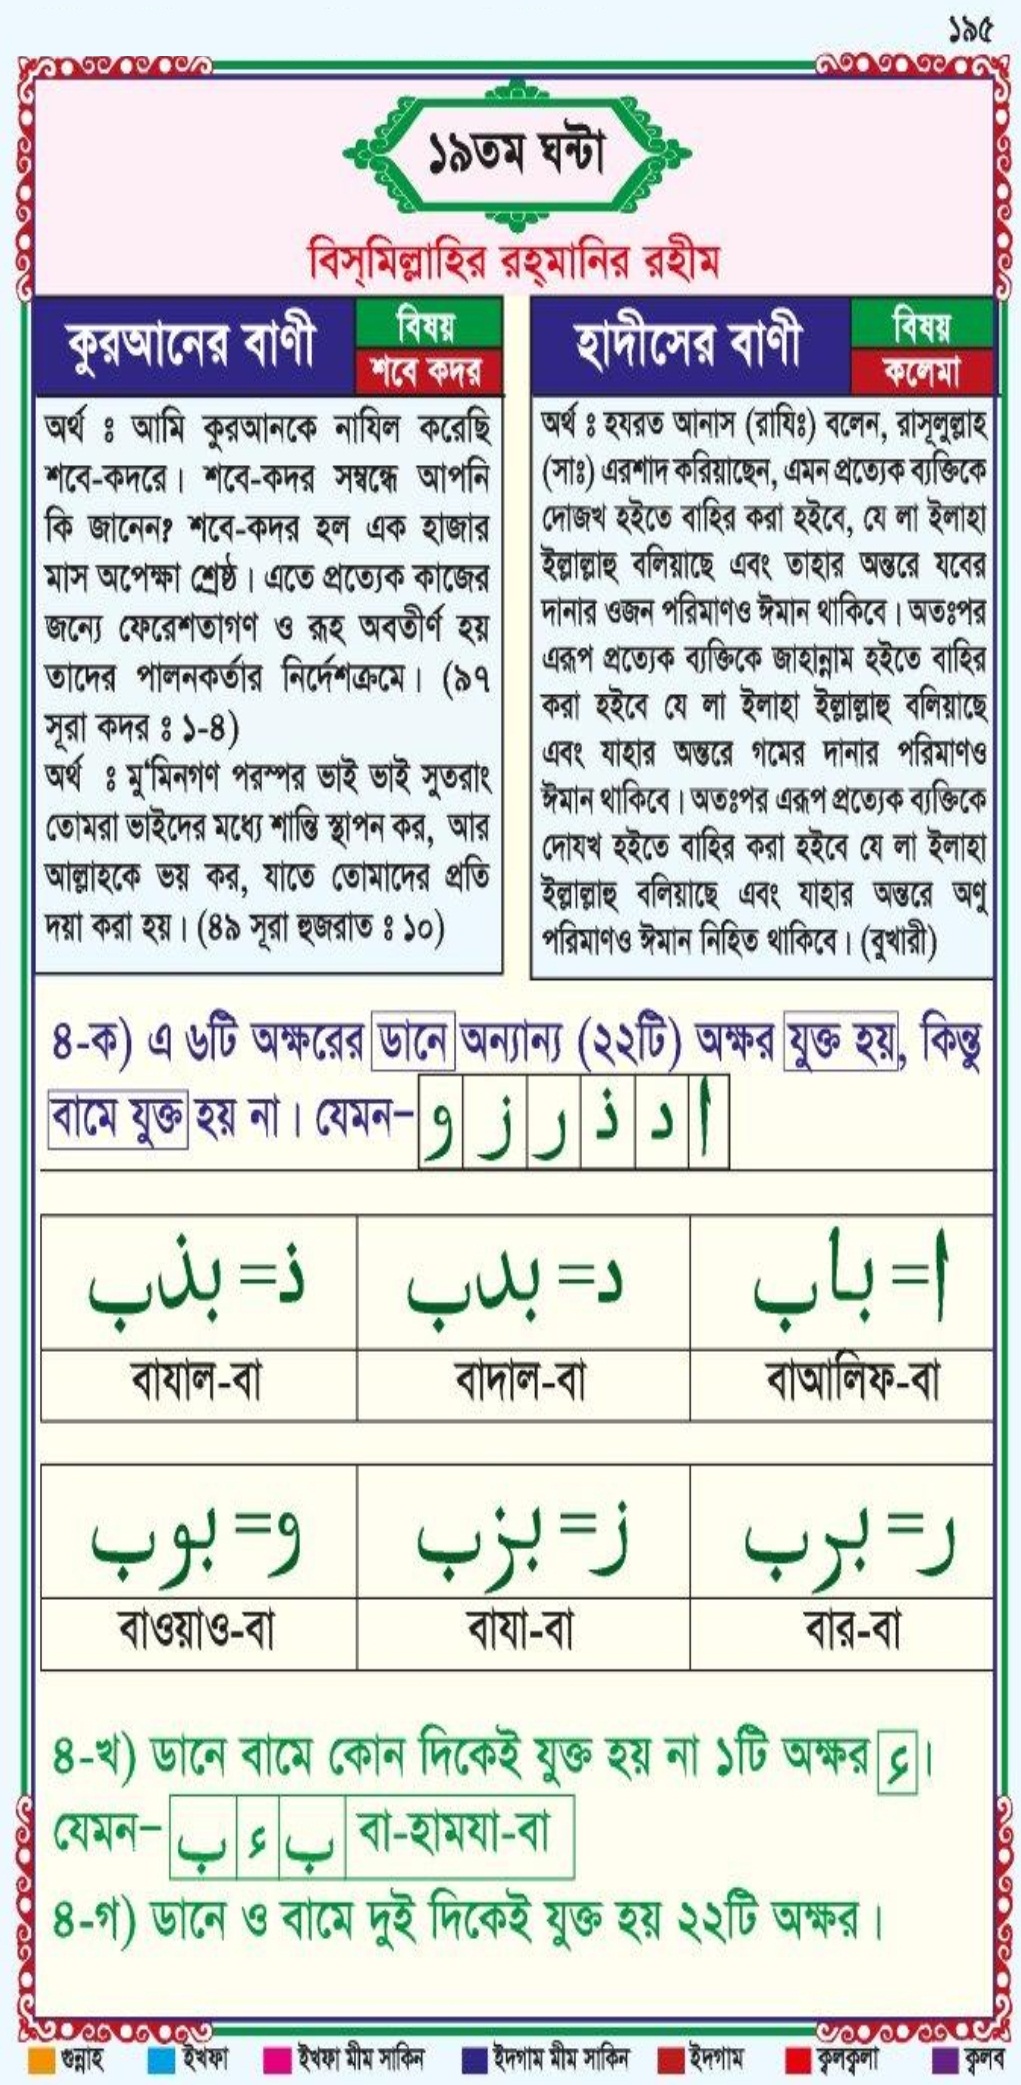 ১৯৫
১৯তম ঘন্টা
বিস্‌মিল্লাহির রহ্‌মানির রহীম
কুরআনের বাণী
বিষয়
শবে কদর
অর্থ ঃ আমি কুরআনকে নাযিল করেছি
শবে-কদরে। শবে-কদর সম্বন্ধে আপনি
কি জানেন? শবে-কদর হল এক হাজার
মাস অপেক্ষা শ্রেষ্ঠ। এতে প্রত্যেক কাজের
জন্যে ফেরেশতাগণ ও রূহ অবতীর্ণ হয়
তাদের পালনকর্তার নির্দেশক্রমে। (৯৭
সূরা কদর ঃ ১-৪)
অর্থ ঃ মু‘মিনগণ পরস্পর ভাই ভাই সুতরাং
তোমরা ভাইদের মধ্যে শান্তি স্থাপন কর, আর
আল্লাহকে ভয় কর, যাতে তোমাদের প্রতি
দয়া করা হয়। (৪৯ সূরা হুজরাত ঃ ১০)
হাদীসের বাণী
বিষয়
কলেমা
অর্থ ঃ হযরত আনাস (রাযিঃ) বলেন, রাসূলুল্লাহ
(সাঃ) এরশাদ করিয়াছেন, এমন প্রত্যেক ব্যক্তিকে
দোজখ হইতে বাহির করা হইবে, যে লা ইলাহা
ইল্লাল্লাহু বলিয়াছে এবং তাহার অন্তরে যবের
দানার ওজন পরিমাণও ঈমান থাকিবে। অতঃপর
এরূপ প্রত্যেক ব্যক্তিকে জাহান্নাম হইতে বাহির
করা হইবে যে লা ইলাহা ইল্লাল্লাহু বলিয়াছে
এবং যাহার অন্তরে গমের দানার পরিমাণও
ঈমান থাকিবে। অতঃপর এরূপ প্রত্যেক ব্যক্তিকে
দোযখ হইতে বাহির করা হইবে যে লা ইলাহা
ইল্লাল্লাহু বলিয়াছে এবং যাহার অন্তরে অণু
পরিমাণও ঈমান নিহিত থাকিবে। (বুখারী)
৪-ক) এ ৬টি অক্ষরের ডানে অন্যান্য (২২টি) অক্ষর যুক্ত হয়, কিন্তু
বামে যুক্ত হয় না। যেমন– ا د ذ ر ز و
ا= باب د= بدب ذ= بذب
বাযাল-বা বাদাল-বা বাআলিফ-বা
ر= برب ز= بزب و= بوب
বাওয়াও-বা বাযা-বা বার-বা
৪-খ) ডানে বামে কোন দিকেই যুক্ত হয় না ১টি অক্ষর ء।
যেমন– ب ء ب বা-হামযা-বা
৪-গ) ডানে ও বামে দুই দিকেই যুক্ত হয় ২২টি অক্ষর।
গুন্নাহ ইখফা ইখফা মীম সাকিন ইদগাম মীম সাকিন ইদগাম ক্বলক্বলা ক্বলব